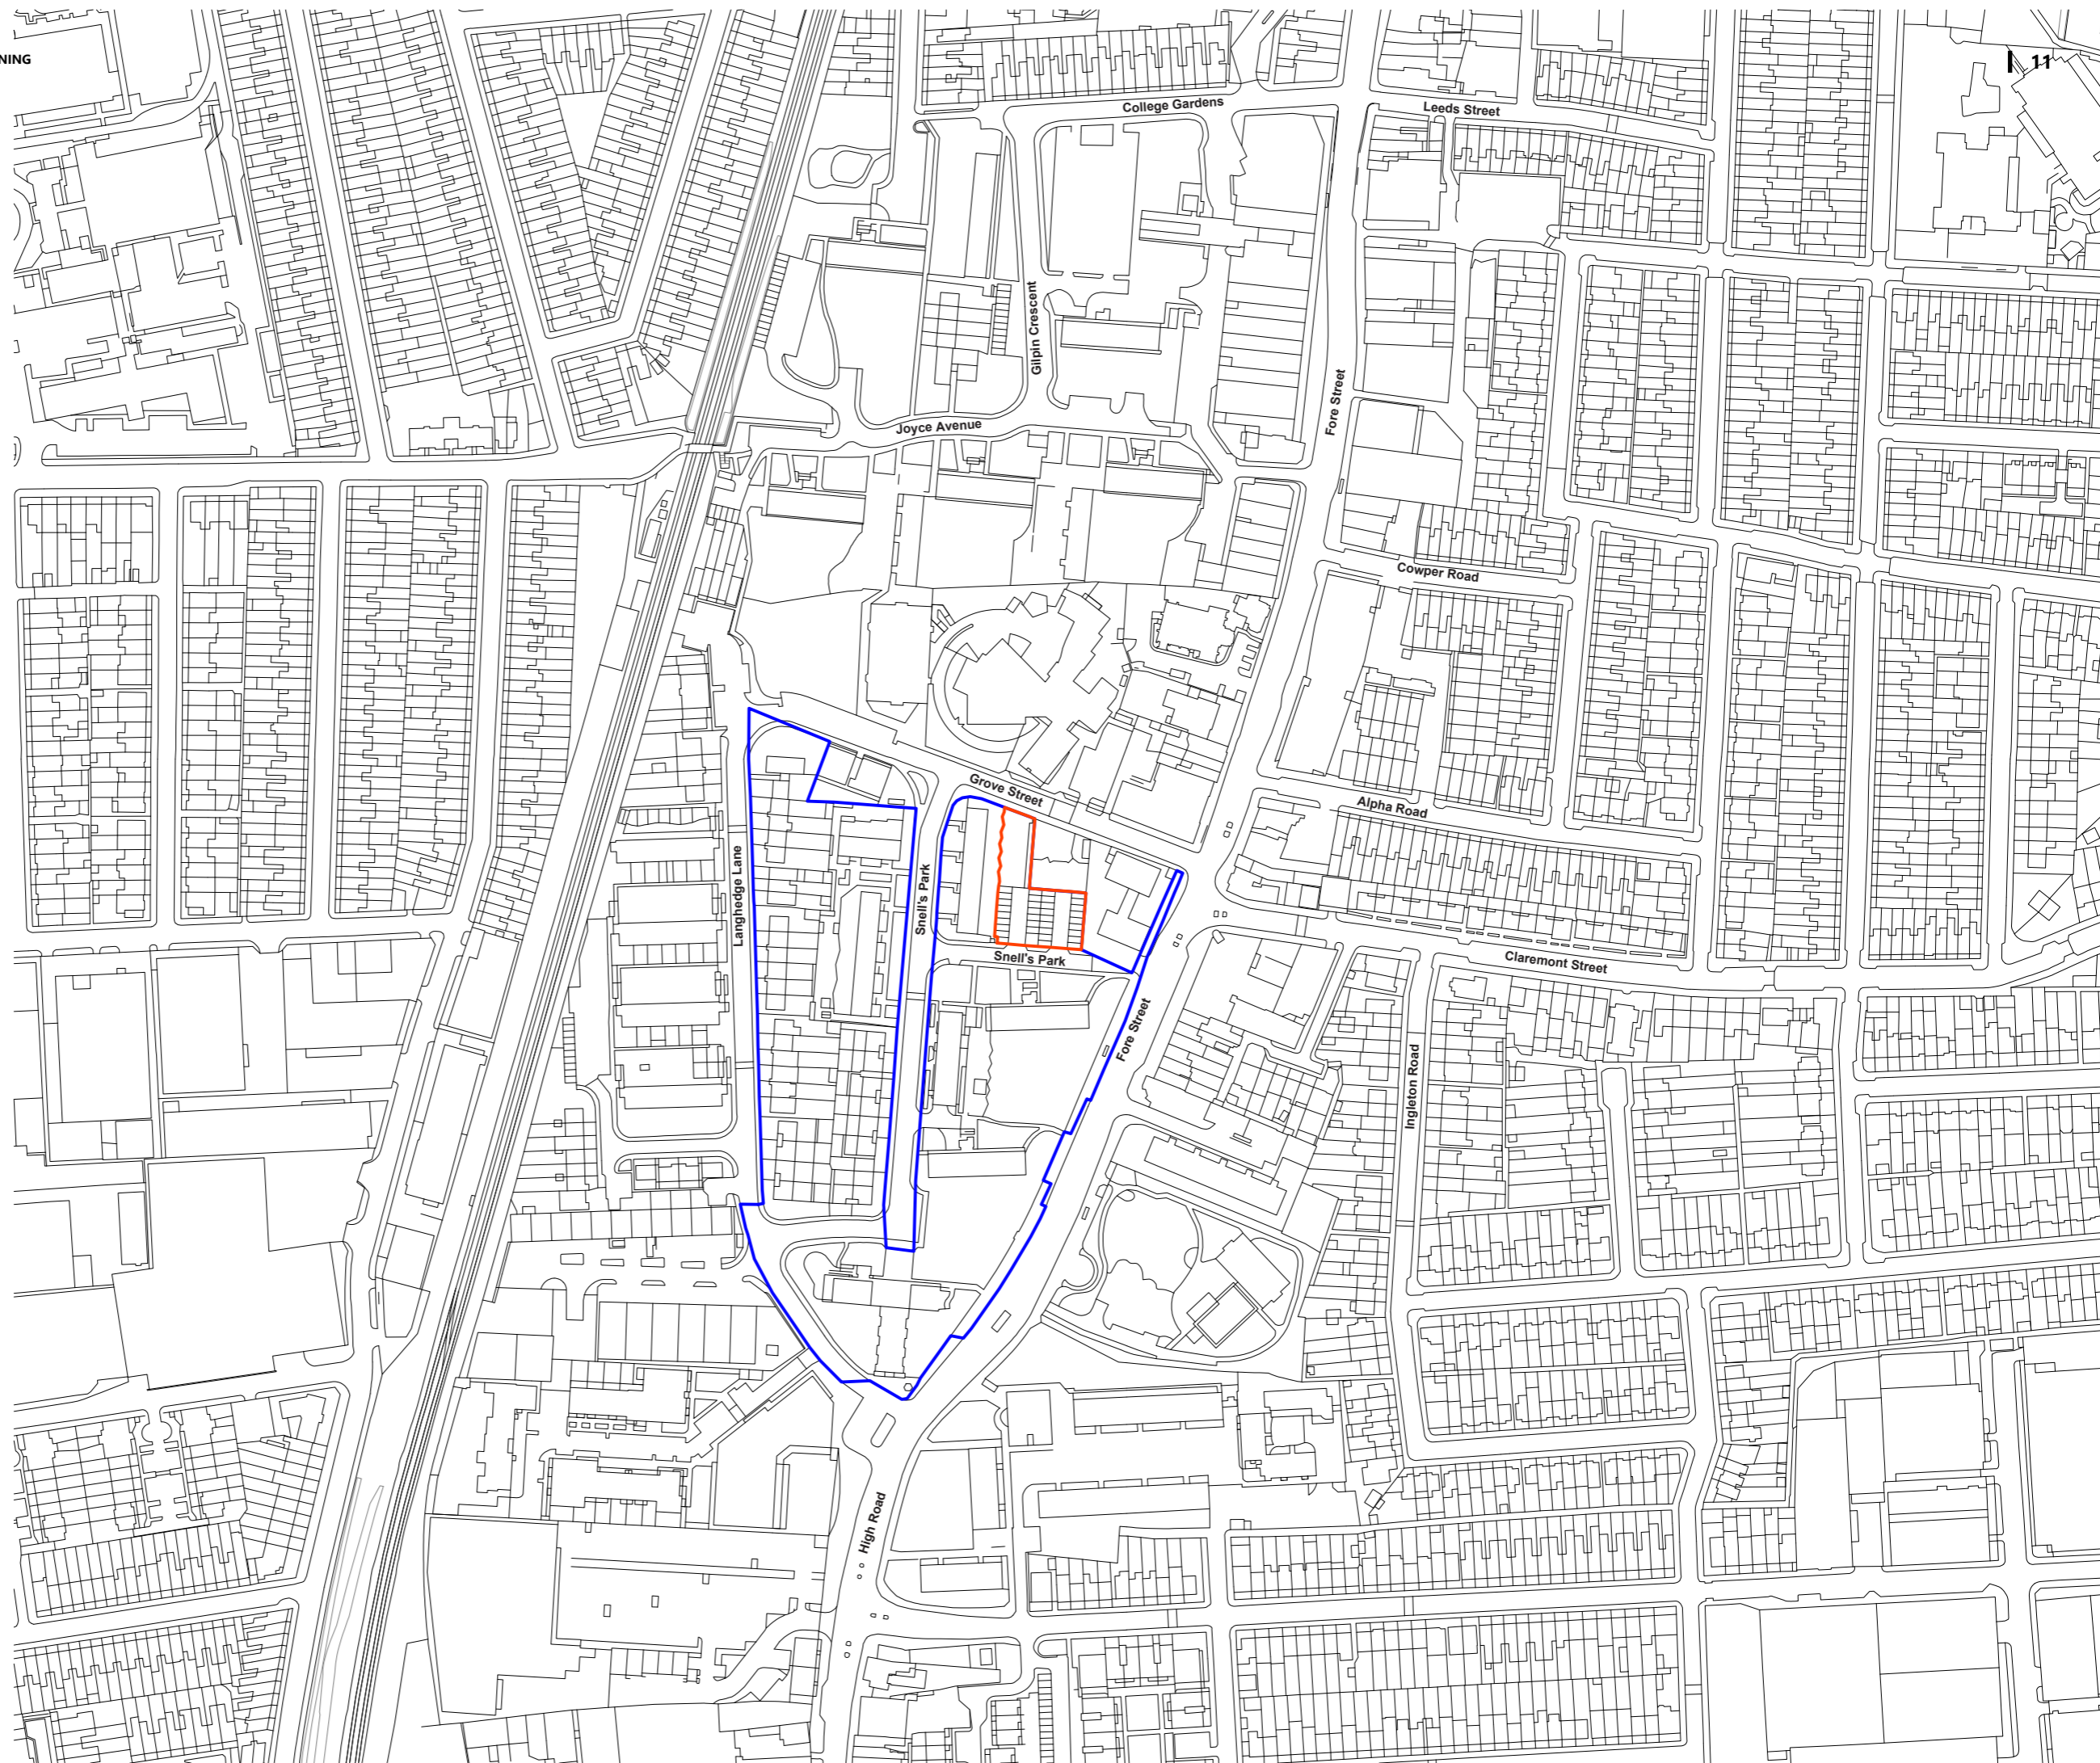 NING
11
College Gardens
Leeds Street
Gilpin Crescent
Fore Street
Joyce Avenue
Cowper Road
Grove Street
Alpha Road
Langhedge Lane
Snell's Park
Snell's Park
Claremont Street
Fore Street
Ingleton Road
High Road